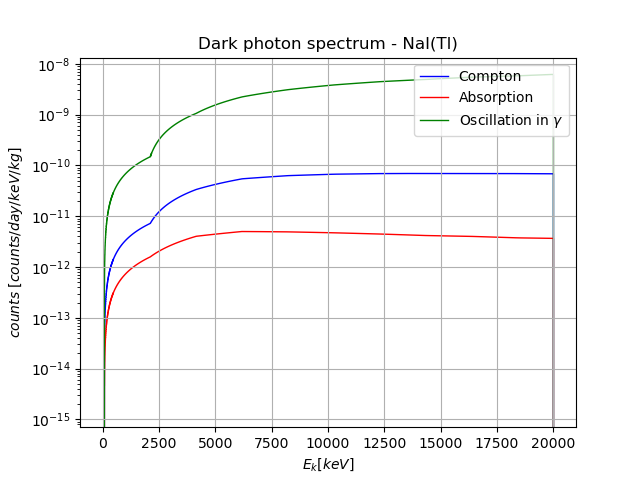 Dark photon spectrum - NaI(Tl)
Compton
Absorption
Oscillation in γ
10⁻⁸
10⁻⁹
10⁻¹⁰
10⁻¹¹
10⁻¹²
10⁻¹³
10⁻¹⁴
10⁻¹⁵
counts [counts/day/keV/kg]
0 2500 5000 7500 10000 12500 15000 17500 20000
E_k[keV]